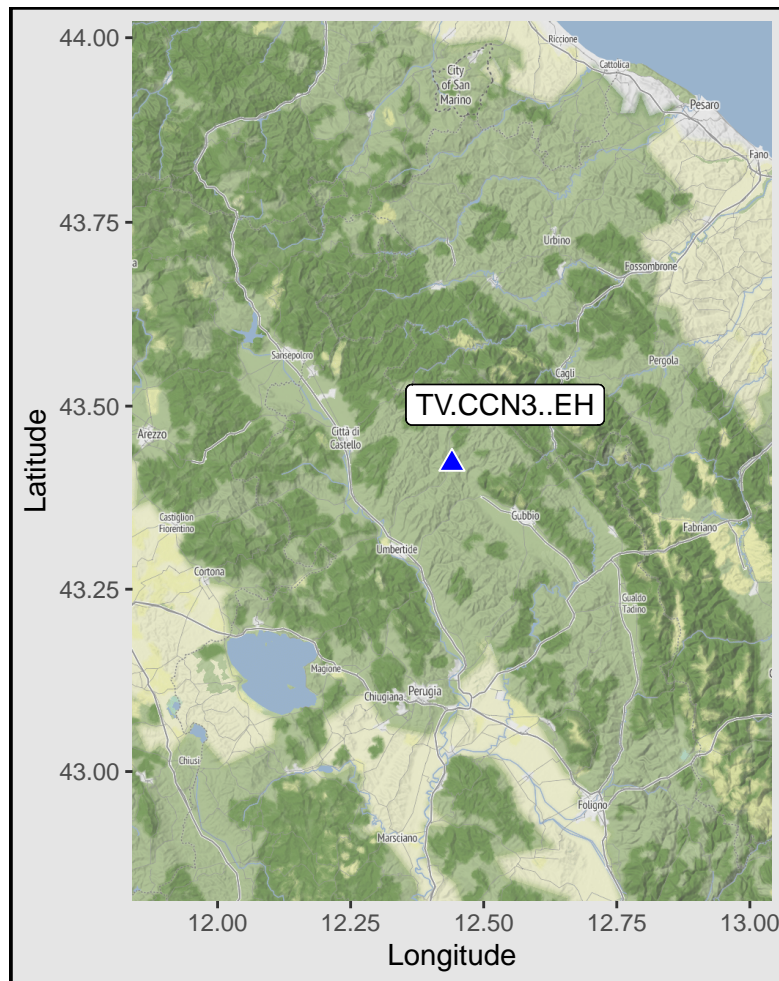 44.00
Riccione
Cattolica
City
of San
Marino
Pesaro
Fano
43.75
Urbino
Fossombrone
Sansepolcro
Pergola
Cagli
43.50
TV.CCN3..EH
Arezzo
Città di
Castello
Castiglion
Fiorentino
Gubbio
Fabriano
Umbertide
Cortona
43.25
Gualdo
Tadino
Magione
Chiugiana
Perugia
43.00
Chiusi
Foligno
Marsciano
12.00
12.25
12.50
12.75
13.00
Longitude
Latitude